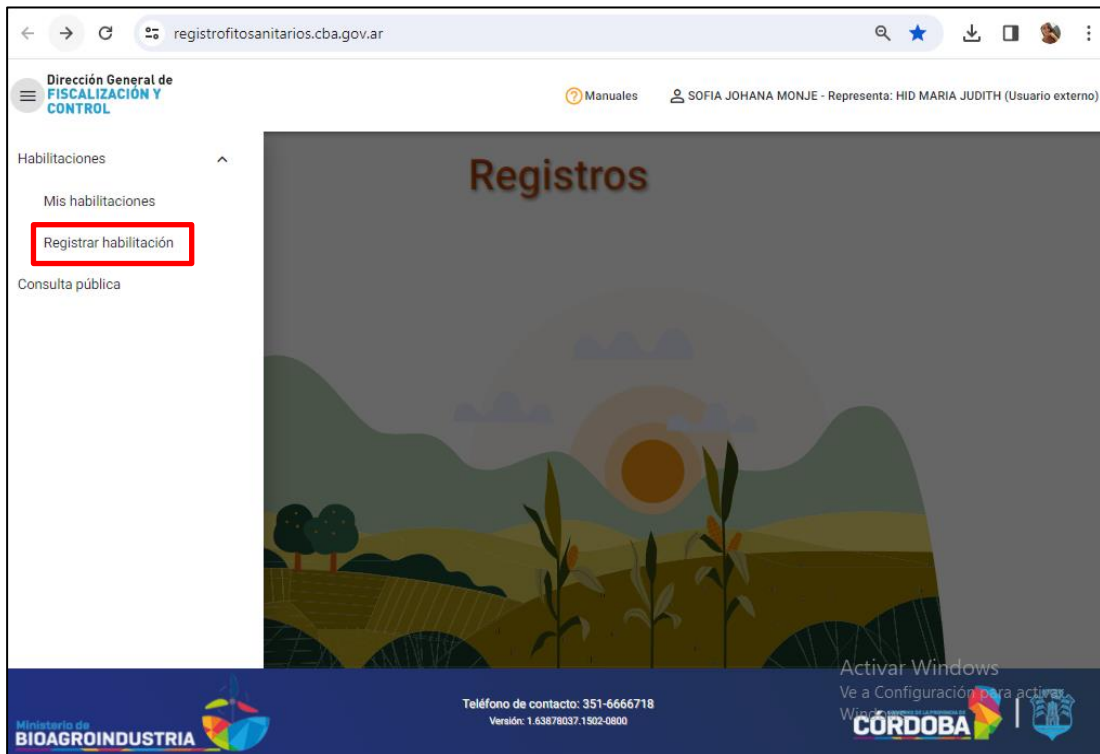 registrofitosanitarios.cba.gov.ar
Dirección General de
FISCALIZACIÓN Y
CONTROL
Manuales
SOFIA JOHANA MONJE - Representa: HID MARIA JUDITH (Usuario externo)
Habilitaciones
Mis habilitaciones
Registrar habilitación
Consulta pública
Registros
Activar Windows
Ve a Configuración para activar
Windows.
Ministerio de
BIOAGROINDUSTRIA
Teléfono de contacto: 351-6666718
Versión: 1.63878037.1502-0800
CÓRDOBA